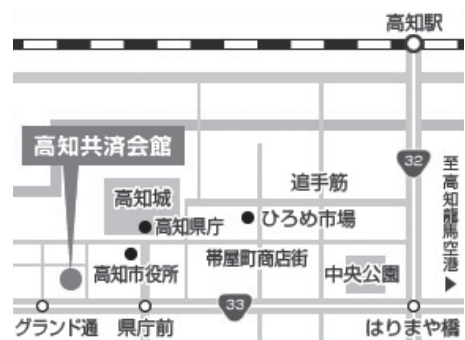 高知駅
高知共済会館
32
至高知龍馬空港
追手筋
高知城
高知県庁
ひろめ市場
高知市役所
帯屋町商店街
中央公園
33
グランド通
県庁前
はりまや橋